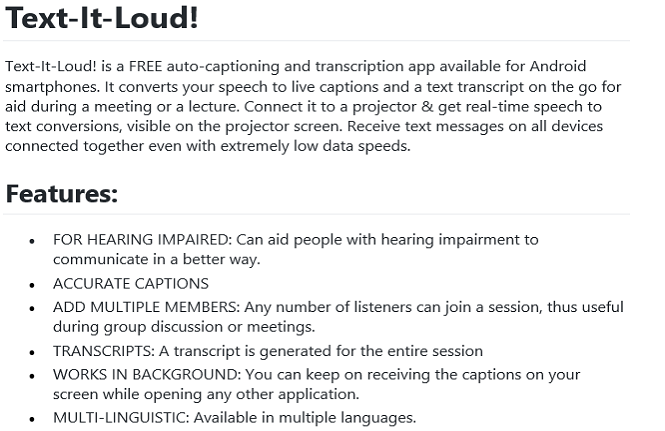 Text-It-Loud!
Text-It-Loud! is a FREE auto-captioning and transcription app available for Android
smartphones. It converts your speech to live captions and a text transcript on the go for
aid during a meeting or a lecture. Connect it to a projector & get real-time speech to
text conversions, visible on the projector screen. Receive text messages on all devices
connected together even with extremely low data speeds.
Features:
• FOR HEARING IMPAIRED: Can aid people with hearing impairment to
communicate in a better way.
• ACCURATE CAPTIONS
• ADD MULTIPLE MEMBERS: Any number of listeners can join a session, thus useful
during group discussion or meetings.
• TRANSCRIPTS: A transcript is generated for the entire session
• WORKS IN BACKGROUND: You can keep on receiving the captions on your
screen while opening any other application.
• MULTI-LINGUISTIC: Available in multiple languages.